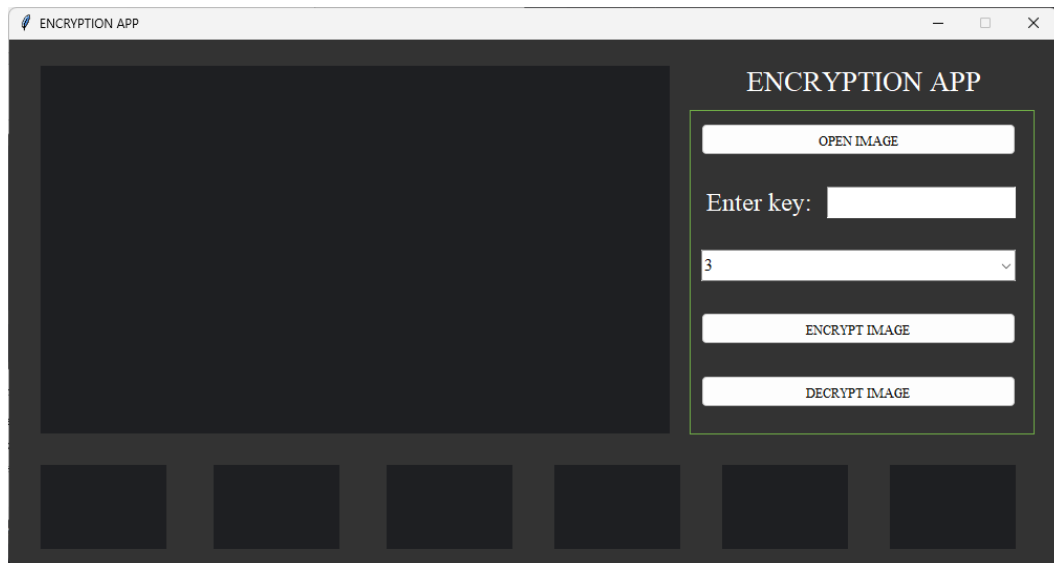 ENCRYPTION APP
ENCRYPTION APP
OPEN IMAGE
Enter key:
3
ENCRYPT IMAGE
DECRYPT IMAGE